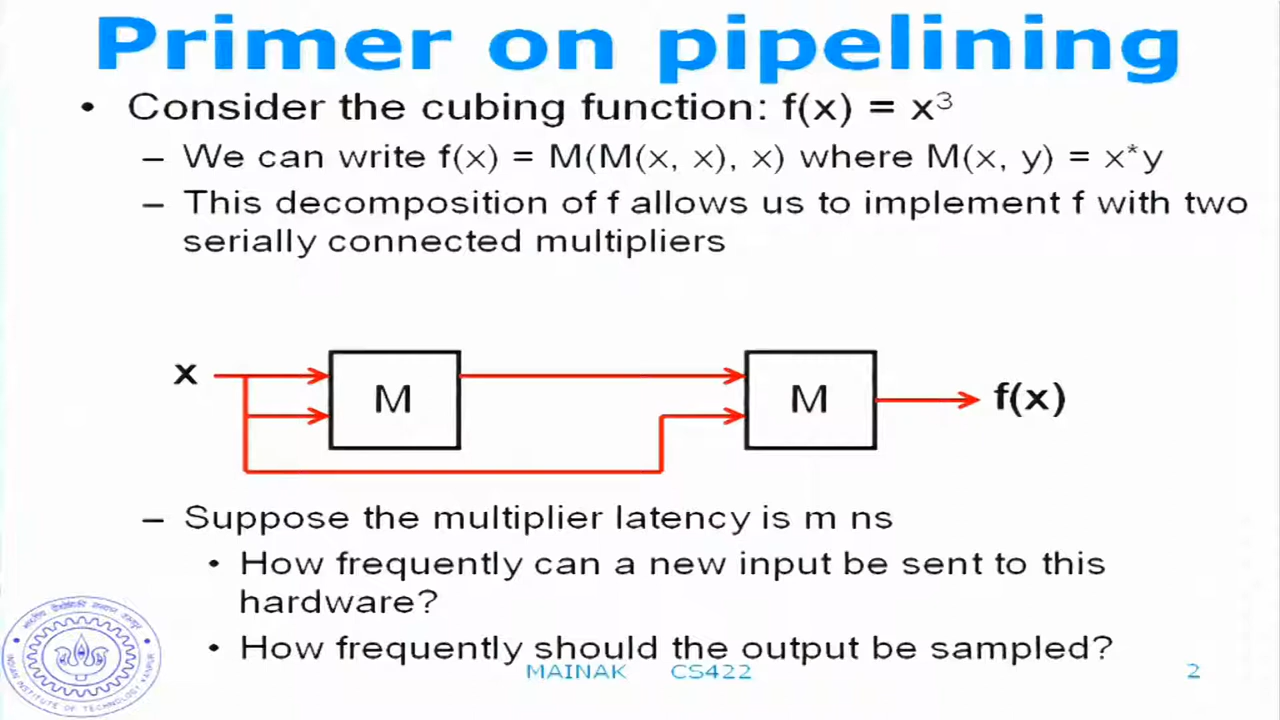 Primer on pipelining
• Consider the cubing function: f(x) = x³
– We can write f(x) = M(M(x, x), x) where M(x, y) = x*y
– This decomposition of f allows us to implement f with two
serially connected multipliers
x
M
M
f(x)
– Suppose the multiplier latency is m ns
• How frequently can a new input be sent to this
hardware?
• How frequently should the output be sampled?
MAINAK CS422
2